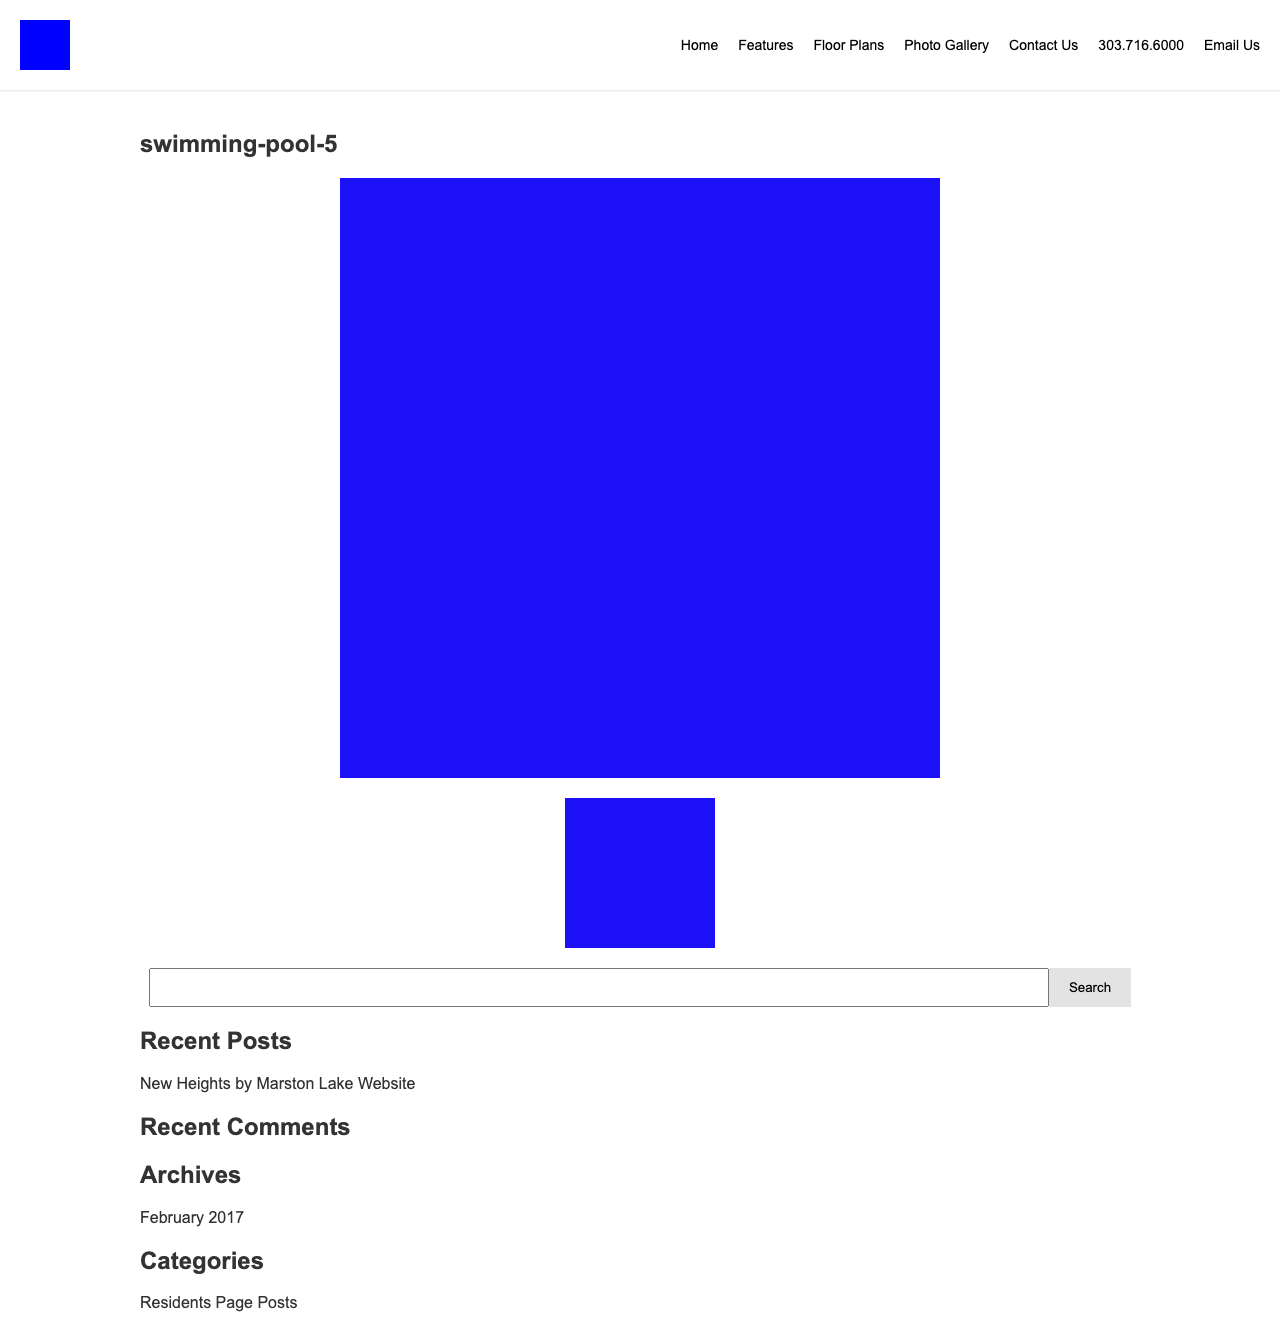 Home Features Floor Plans Photo Gallery Contact Us 303.716.6000 Email Us
swimming-pool-5
Search
Recent Posts
New Heights by Marston Lake Website
Recent Comments
Archives
February 2017
Categories
Residents Page Posts